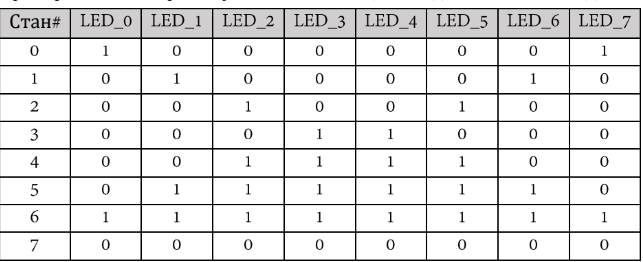 Стан# LED_0 LED_1 LED_2 LED_3 LED_4 LED_5 LED_6 LED_7
0 1 0 0 0 0 0 0 1
1 0 1 0 0 0 0 1 0
2 0 0 1 0 0 1 0 0
3 0 0 0 1 1 0 0 0
4 0 0 1 1 1 1 0 0
5 0 1 1 1 1 1 1 0
6 1 1 1 1 1 1 1 1
7 0 0 0 0 0 0 0 0